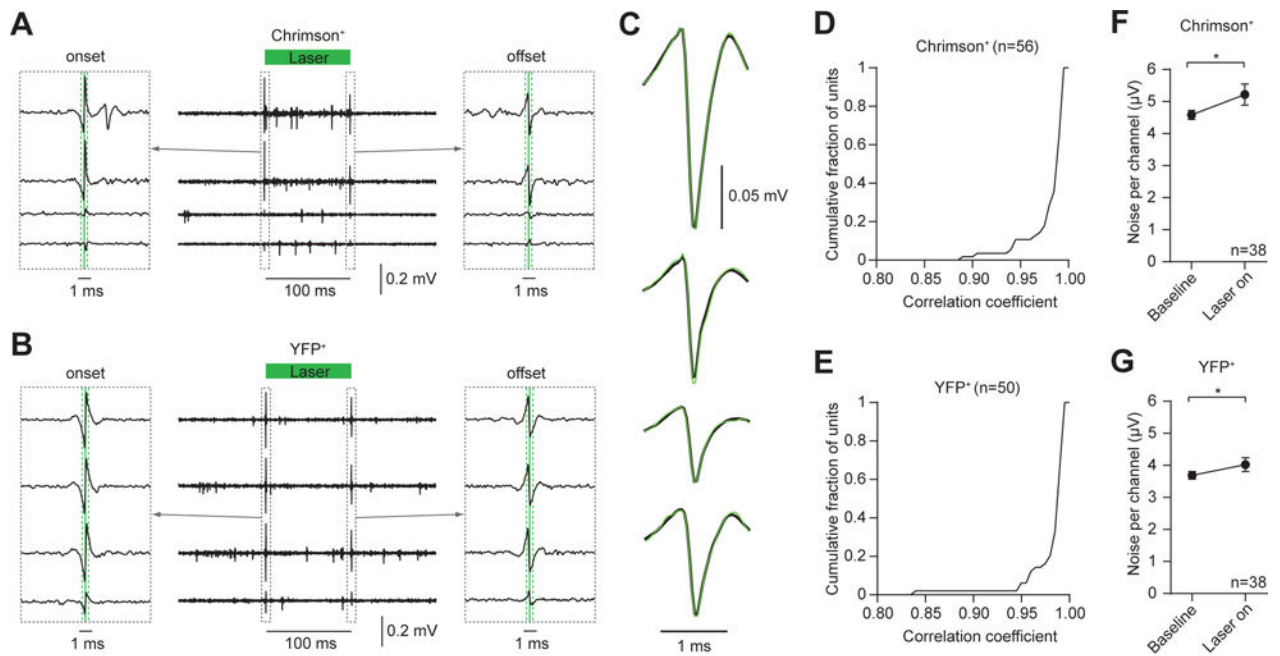 A
Chrimson⁺
onset
Laser
offset
1 ms
100 ms
0.2 mV
1 ms
B
YFP⁺
onset
Laser
offset
1 ms
100 ms
0.2 mV
1 ms
C
0.05 mV
1 ms
D
Chrimson⁺ (n=56)
Cumulative fraction of units
1
0.8
0.6
0.4
0.2
0
0.80
0.85
0.90
0.95
1.00
Correlation coefficient
E
YFP⁺ (n=50)
Cumulative fraction of units
1
0.8
0.6
0.4
0.2
0
0.80
0.85
0.90
0.95
1.00
Correlation coefficient
F
Chrimson⁺
*
Noise per channel (µV)
6
5
4
3
2
1
0
n=38
Baseline
Laser on
G
YFP⁺
*
Noise per channel (µV)
6
5
4
3
2
1
0
n=38
Baseline
Laser on